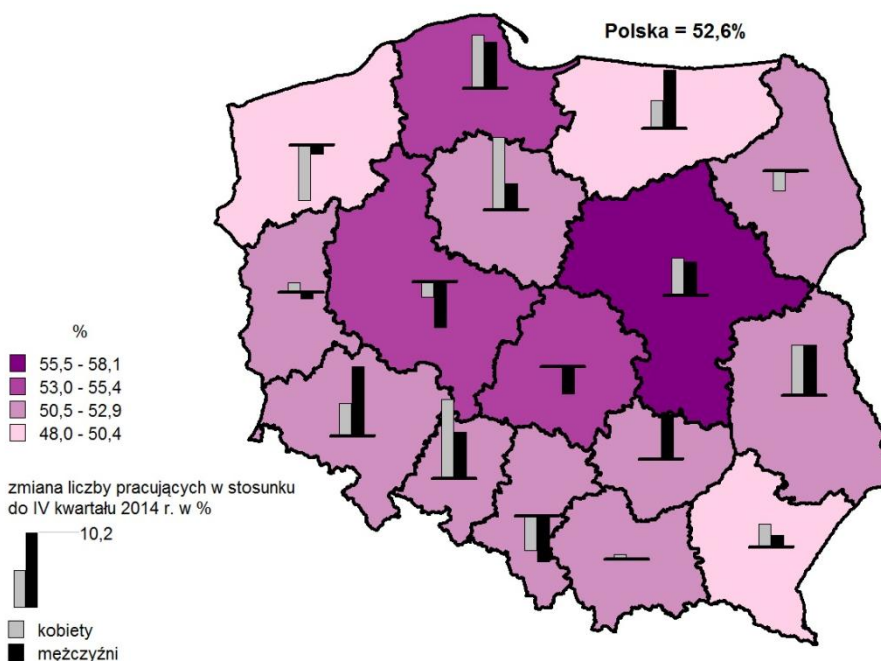 Polska = 52,6%
%
55,5 - 58,1
53,0 - 55,4
50,5 - 52,9
48,0 - 50,4
zmiana liczby pracujących w stosunku
do IV kwartału 2014 r. w %
10,2
kobiety
mężczyźni